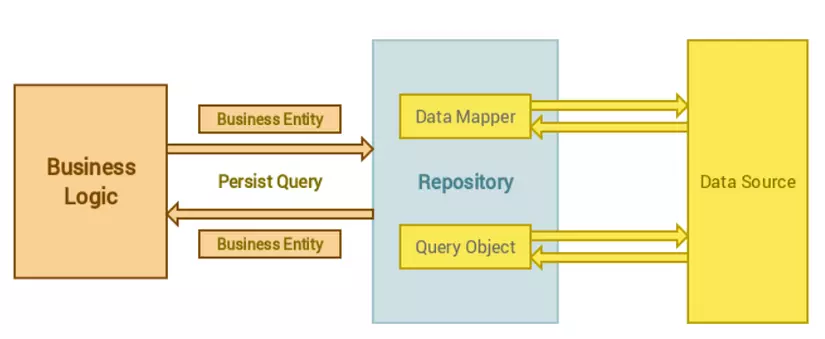 Business
Logic
Business Entity
Persist Query
Business Entity
Data Mapper
Repository
Query Object
Data Source